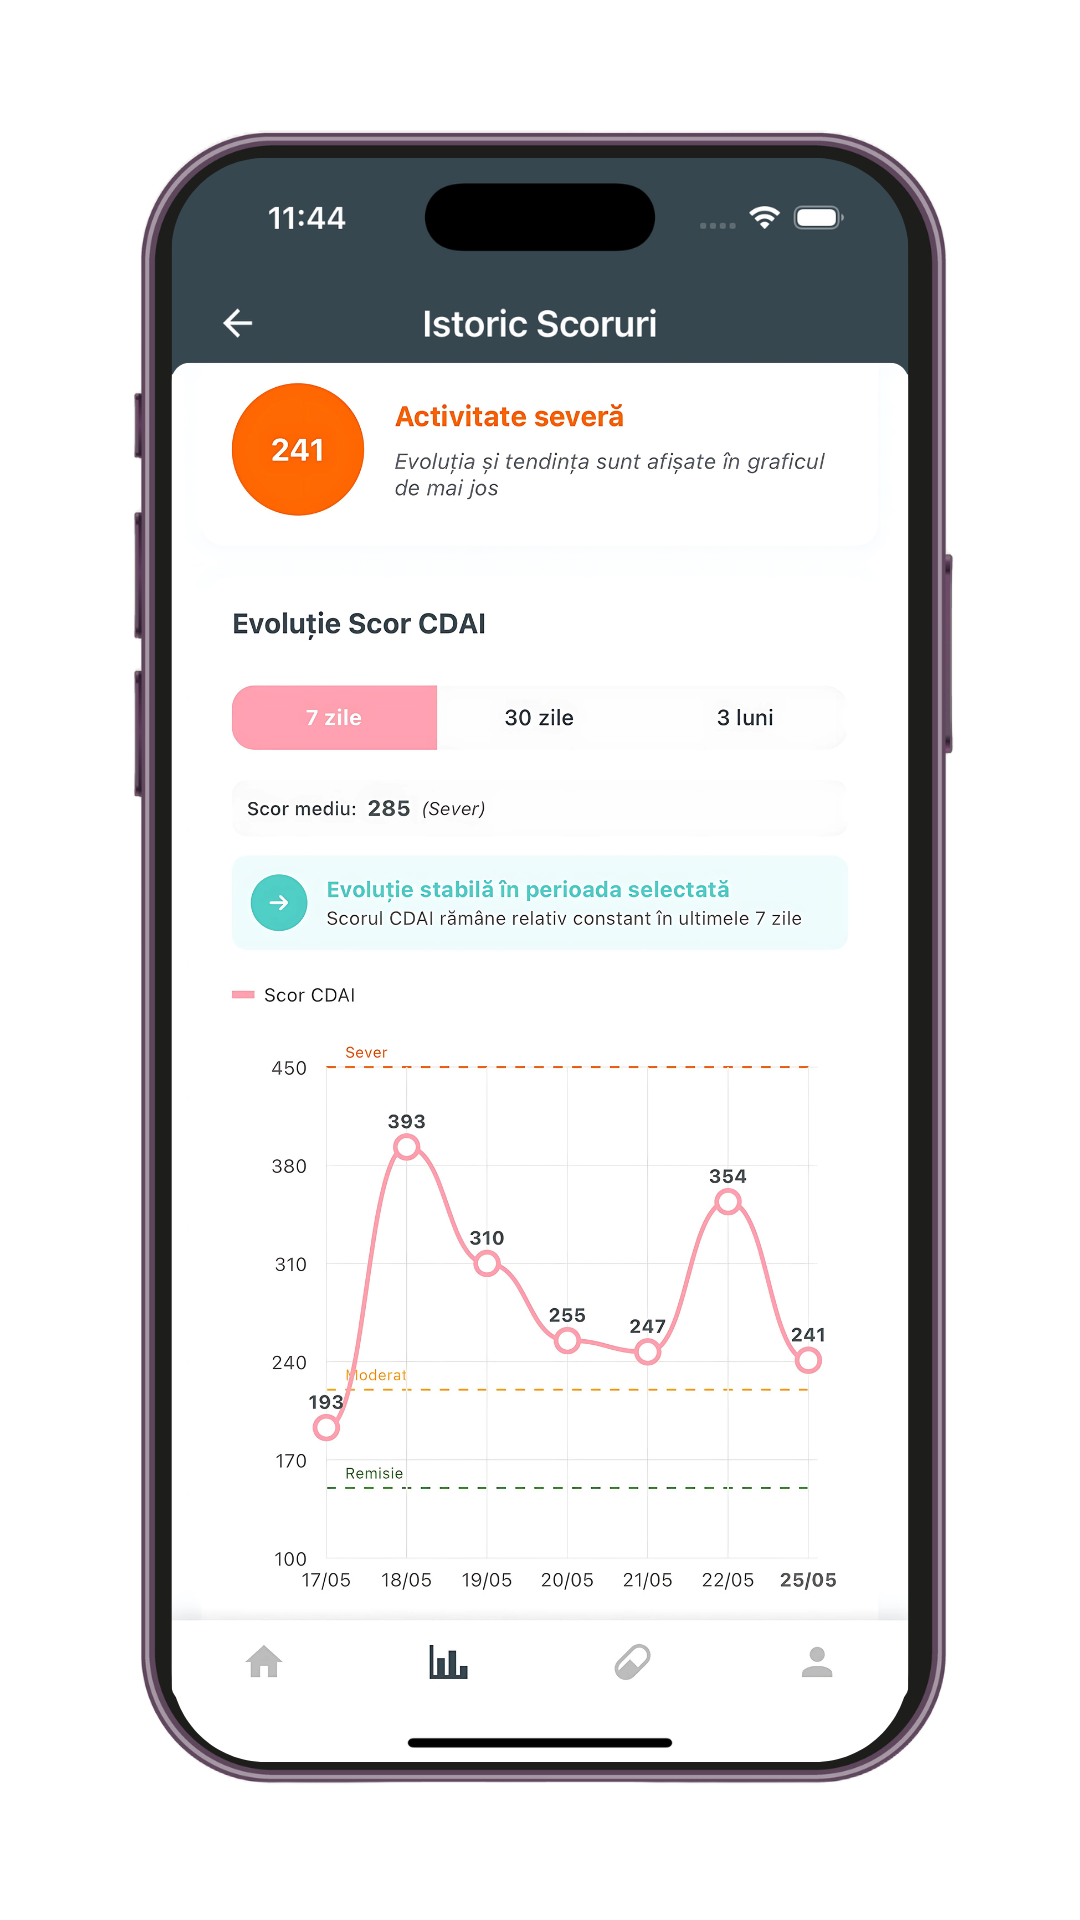 11:44
Istoric Scoruri
241
Activitate severă
Evoluția și tendința sunt afișate în graficul
de mai jos
Evoluție Scor CDAI
7 zile
30 zile
3 luni
Scor mediu: 285 (Sever)
Evoluție stabilă în perioada selectată
Scorul CDAI rămâne relativ constant în ultimele 7 zile
Scor CDAI
Sever
450
393
380
354
310
310
255
247
241
240
Moderat
193
170
Remisie
100
17/05 18/05 19/05 20/05 21/05 22/05 25/05